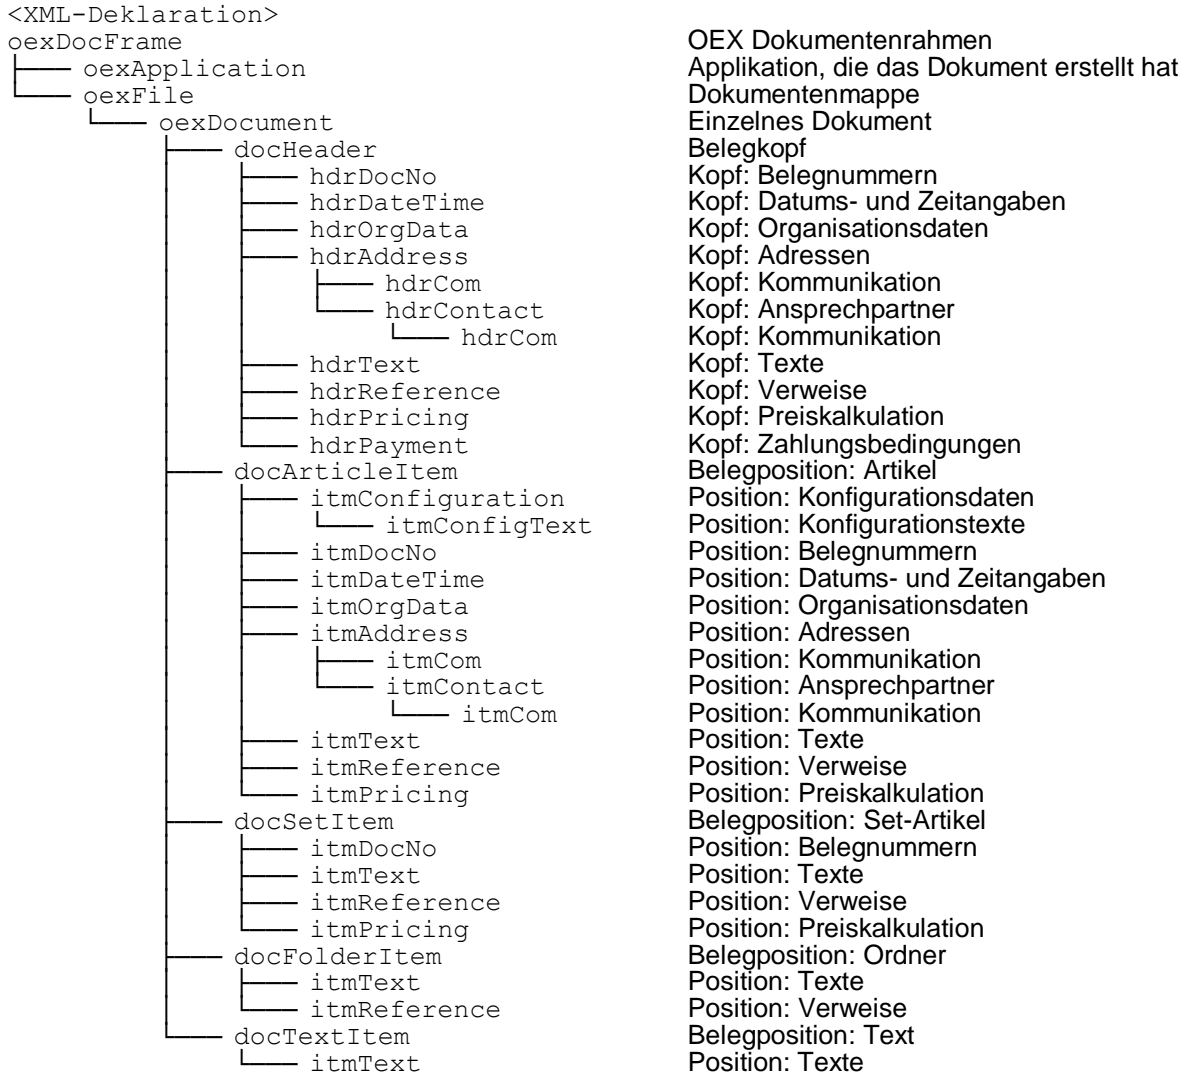 <XML-Deklaration>
oexDocFrame OEX Dokumentenrahmen
oexApplication Applikation, die das Dokument erstellt hat
oexFile Dokumentenmappe
oexDocument Einzelnes Dokument
docHeader Belegkopf
hdrDocNo Kopf: Belegnummern
hdrDateTime Kopf: Datums- und Zeitangaben
hdrOrgData Kopf: Organisationsdaten
hdrAddress Kopf: Adressen
hdrCom Kopf: Kommunikation
hdrContact Kopf: Ansprechpartner
hdrCom Kopf: Kommunikation
hdrText Kopf: Texte
hdrReference Kopf: Verweise
hdrPricing Kopf: Preiskalkulation
hdrPayment Kopf: Zahlungsbedingungen
docArticleItem Belegposition: Artikel
itmConfiguration Position: Konfigurationsdaten
itmConfigText Position: Konfigurationstexte
itmDocNo Position: Belegnummern
itmDateTime Position: Datums- und Zeitangaben
itmOrgData Position: Organisationsdaten
itmAddress Position: Adressen
itmCom Position: Kommunikation
itmContact Position: Ansprechpartner
itmCom Position: Kommunikation
itmText Position: Texte
itmReference Position: Verweise
itmPricing Position: Preiskalkulation
docSetItem Belegposition: Set-Artikel
itmDocNo Position: Belegnummern
itmText Position: Texte
itmReference Position: Verweise
itmPricing Position: Preiskalkulation
docFolderItem Belegposition: Ordner
itmText Position: Texte
itmReference Position: Verweise
docTextItem Belegposition: Text
itmText Position: Texte